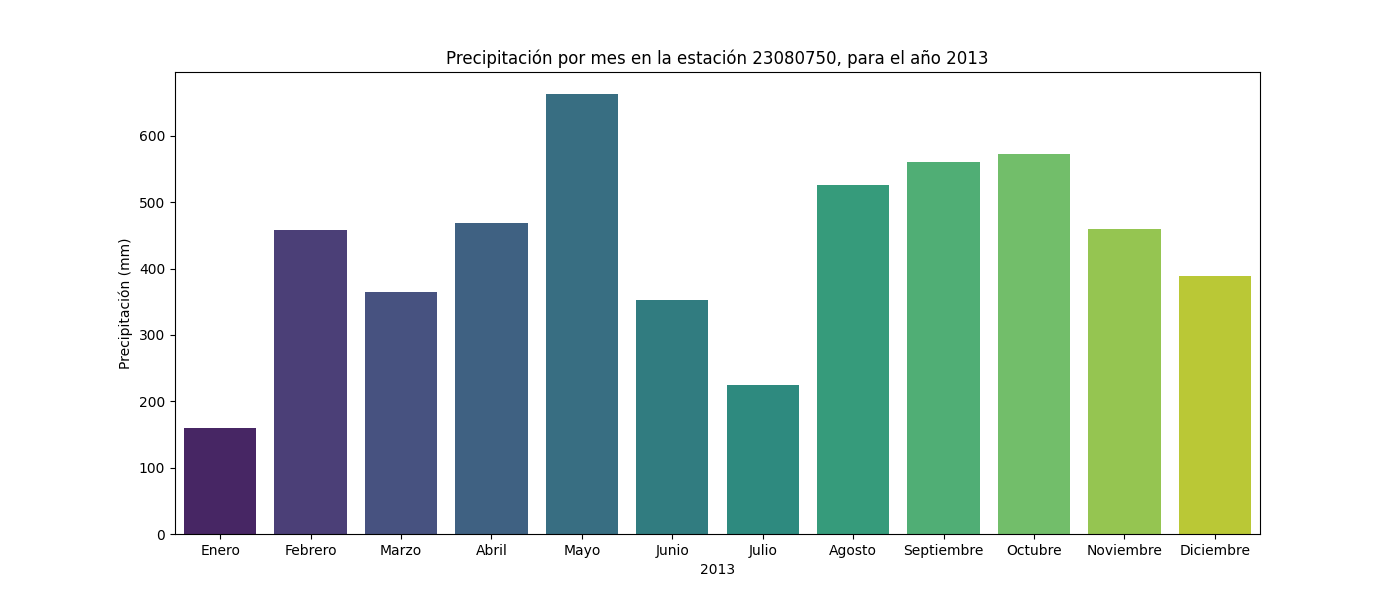 Precipitación por mes en la estación 23080750, para el año 2013
Precipitación (mm)
600
500
400
300
200
100
0
Enero Febrero Marzo Abril Mayo Junio Julio Agosto Septiembre Octubre Noviembre Diciembre
2013